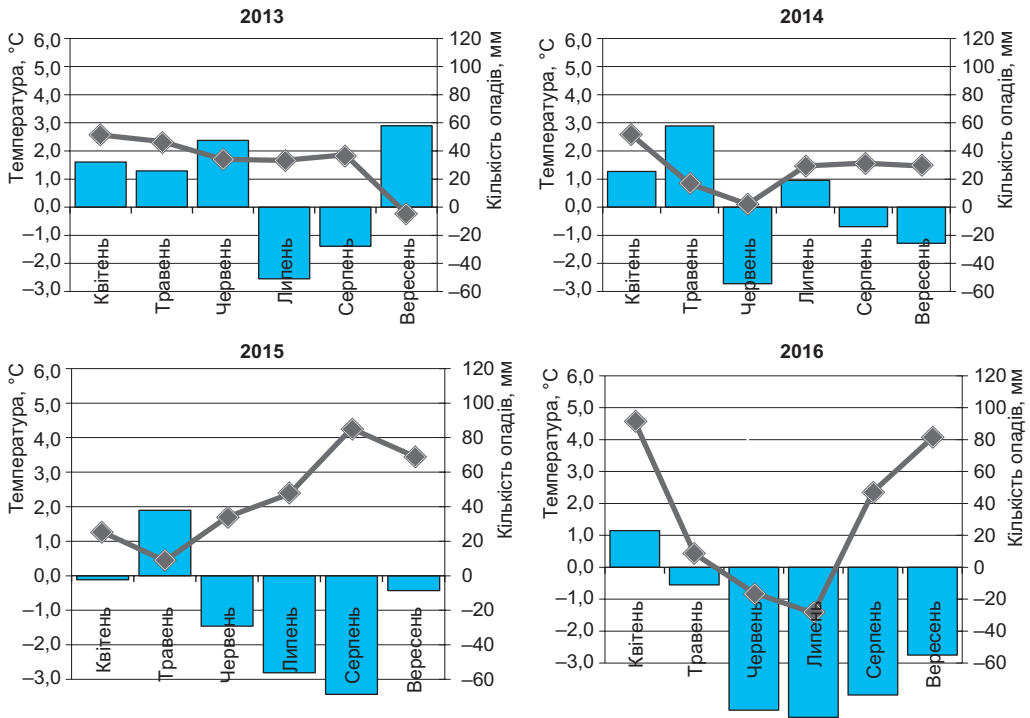 2013
Температура, °C
6,0
5,0
4,0
3,0
2,0
1,0
0,0
–1,0
–2,0
–3,0
120
100
80
60
40
20
0
–20
–40
–60
Кількість опадів, мм
Квітень
Травень
Червень
Липень
Серпень
Вересень
2014
Температура, °C
6,0
5,0
4,0
3,0
2,0
1,0
0,0
–1,0
–2,0
–3,0
120
100
80
60
40
20
0
–20
–40
–60
Кількість опадів, мм
Квітень
Травень
Червень
Липень
Серпень
Вересень
2015
Температура, °C
6,0
5,0
4,0
3,0
2,0
1,0
0,0
–1,0
–2,0
–3,0
120
100
80
60
40
20
0
–20
–40
–60
Кількість опадів, мм
Квітень
Травень
Червень
Липень
Серпень
Вересень
2016
Температура, °C
6,0
5,0
4,0
3,0
2,0
1,0
0,0
–1,0
–2,0
–3,0
120
100
80
60
40
20
0
–20
–40
–60
Кількість опадів, мм
Квітень
Травень
Червень
Липень
Серпень
Вересень